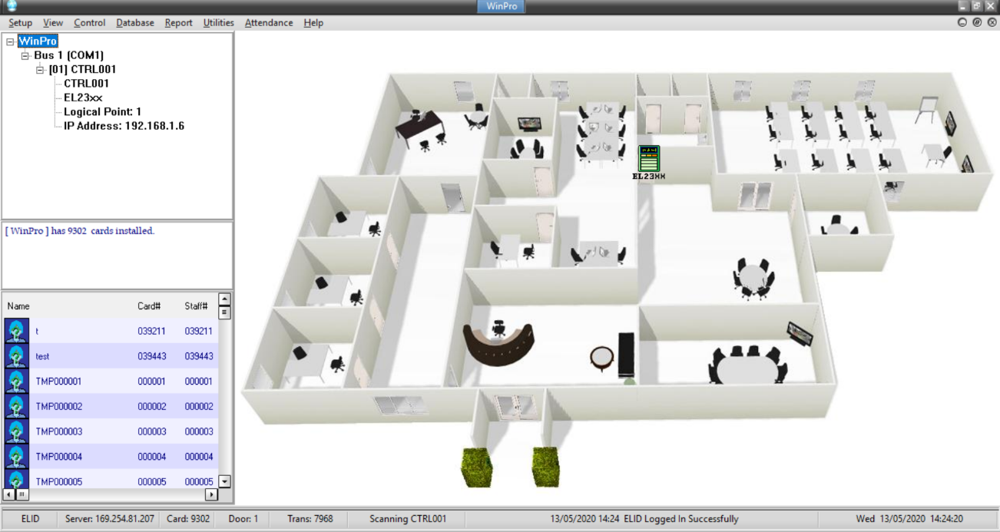 WinPro
Setup View Control Database Report Utilities Attendance Help
WinPro
Bus 1 (COM1)
[01] CTRL001
CTRL001
EL23xx
Logical Point: 1
IP Address: 192.168.1.6
[ WinPro ] has 9302 cards installed.
Name Card# Staff#
t 039211 039211
test 039443 039443
TMP000001 000001 000001
TMP000002 000002 000002
TMP000003 000003 000003
TMP000004 000004 000004
TMP000005 000005 000005
EL23XX
ELID Server: 169.254.81.207 Card: 9302 Door: 1 Trans: 7968 Scanning CTRL001 13/05/2020 14:24 ELID Logged In Successfully Wed 13/05/2020 14:24:20